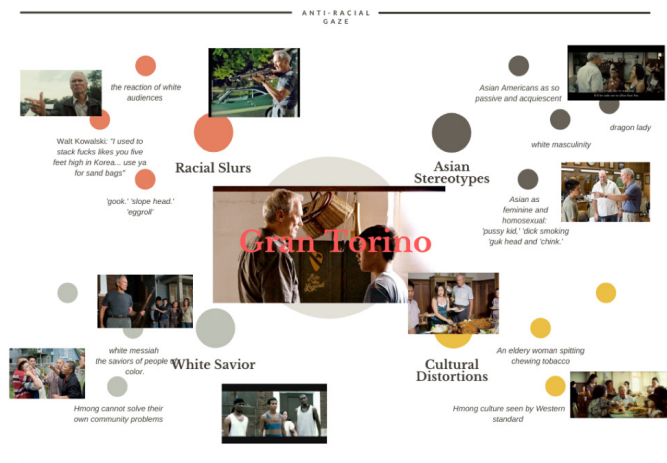 ANTI-RACIAL
GAZE
the reaction of white
audiences
Walt Kowalski: "I used to
stack fucks likes you five
feet high in Korea... use ya
for sand bags"
'gook.' 'slope head.'
'eggroll'
Racial Slurs
Asian Americans as so
passive and acquiescent
dragon lady
white masculinity
Asian
Stereotypes
Asian as
feminine and
homosexual:
'pussy kid,' 'dick smoking
'guk head and 'chink.'
Gran Torino
white messiah
the saviors of people of
color.
White Savior
Hmong cannot solve their
own community problems
Cultural
Distortions
An eldery woman spitting
chewing tobacco
Hmong culture seen by Western
standard